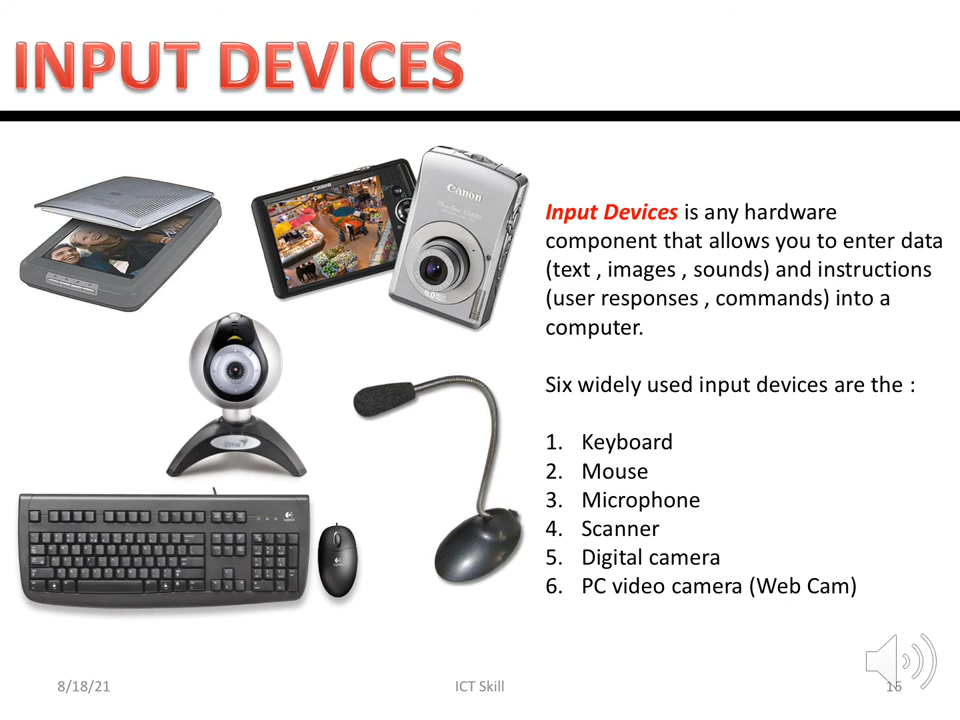 INPUT DEVICES
Canon
Canon
Input Devices is any hardware
component that allows you to enter data
(text , images , sounds) and instructions
(user responses , commands) into a
computer.
Six widely used input devices are the :
1. Keyboard
2. Mouse
3. Microphone
4. Scanner
5. Digital camera
6. PC video camera (Web Cam)
8/18/21
ICT Skill
16